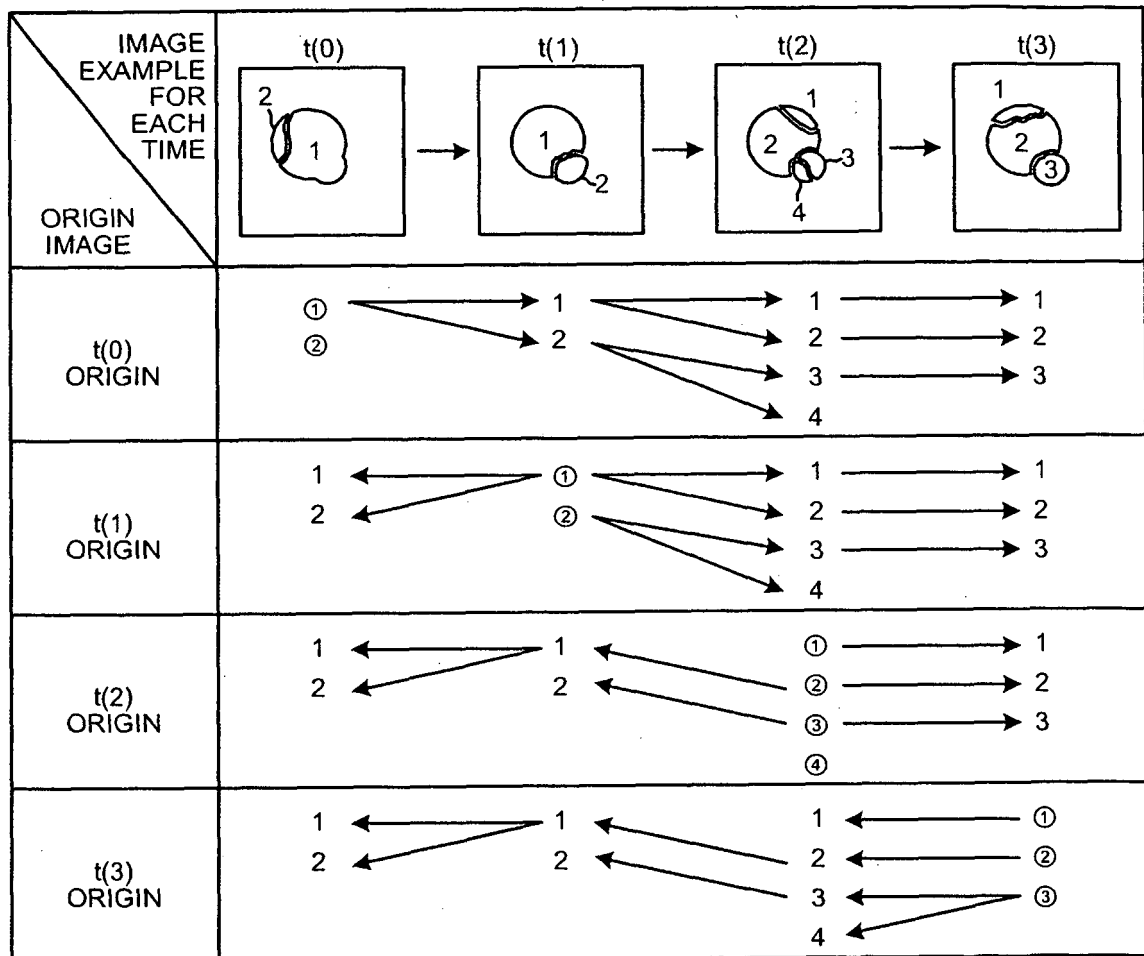 IMAGE
EXAMPLE
FOR
EACH
TIME
ORIGIN
IMAGE
t(0) t(1) t(2) t(3)
2 1
1 2
1 2 3 4
1 2 3
t(0)
ORIGIN
① 1 1 1
② 2 2 2
3 3
4
t(1)
ORIGIN
1 ① 1 1
2 ② 2 2
3 3
4
t(2)
ORIGIN
1 1 ① 1
2 2 ② 2
③ 3
④
t(3)
ORIGIN
1 1 1 ①
2 2 2 ②
3 ③
4